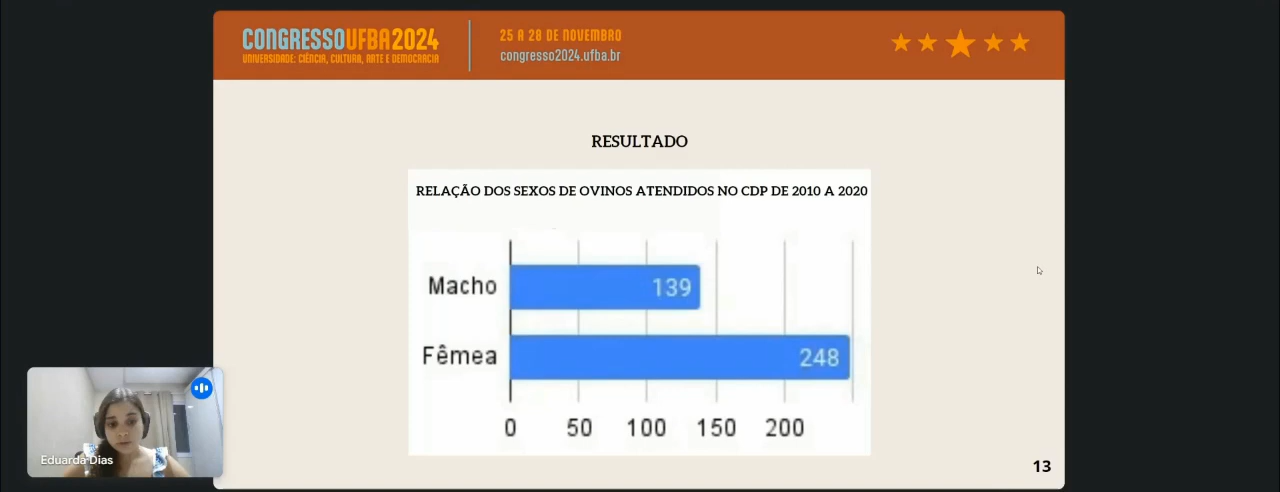 CONGRESSOUFBA2024
UNIVERSIDADE: CIÊNCIA, CULTURA, ARTE E DEMOCRACIA
25 A 28 DE NOVEMBRO
congresso2024.ufba.br
RESULTADO
RELAÇÃO DOS SEXOS DE OVINOS ATENDIDOS NO CDP DE 2010 A 2020
Macho 139
Fêmea 248
0 50 100 150 200
Eduarda Dias
13